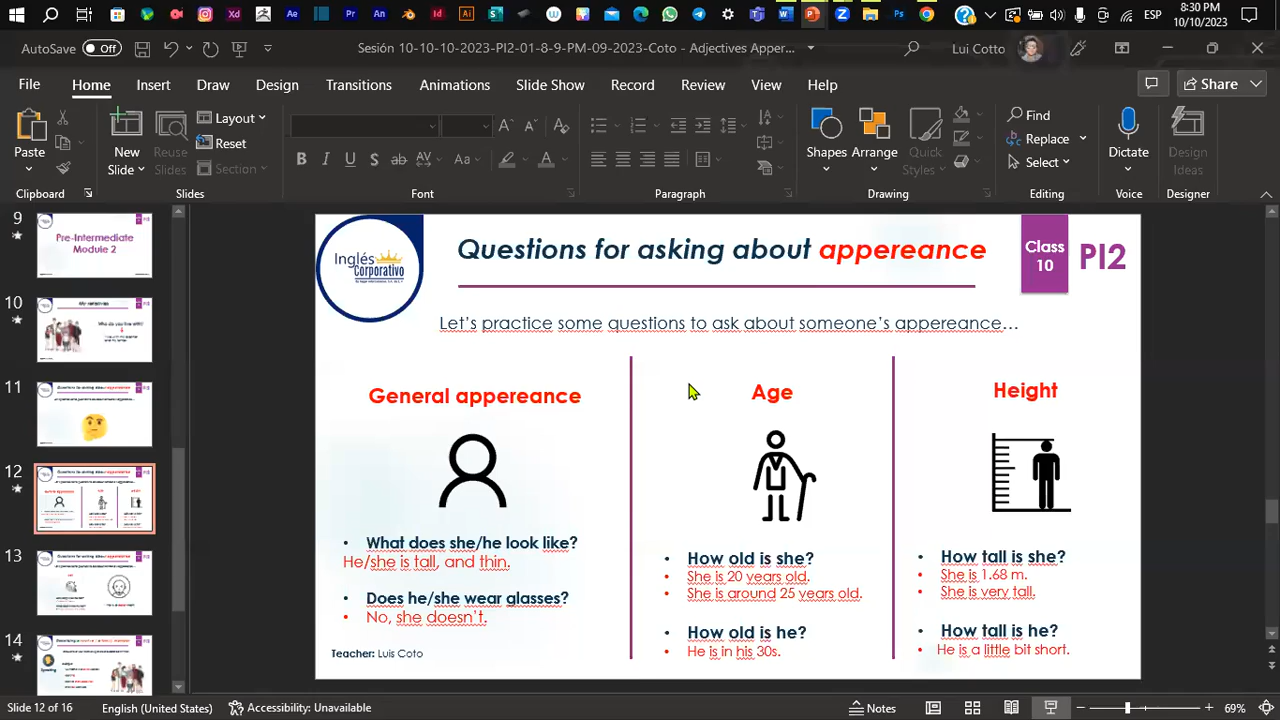 8:30 PM
ESP
10/10/2023
AutoSave Off
Sesión 10-10-10-2023-PI2-01-8-9-PM-09-2023-Coto - Adjectives Apper...
Lui Cotto
File Home Insert Draw Design Transitions Animations Slide Show Record Review View Help
Share
Paste
New Slide
Reuse Slides
Layout
Reset
Section
B I U S ab AV Aa A
Shapes
Arrange
Quick Styles
Find
Replace
Select
Dictate
Design Ideas
Clipboard Slides Font Paragraph Drawing Editing Voice Designer
9
Pre-Intermediate
Module 2
10
11
12
13
14
Inglés
Corporativo
Questions for asking about appereance
Class
10
PI2
Let's practice some questions to ask about someone's appereance…
General appereance
• What does she/he look like?
He/she is tall, and thin.
• Does he/she wear glasses?
• No, she doesn't.
Teacher: Luis Coto
Age
• How old is she?
• She is 20 years old.
• She is around 25 years old.
• How old is he?
• He is in his 30s.
Height
• How tall is she?
• She is 1.68 m.
• She is very tall.
• How tall is he?
• He is a little bit short.
Slide 12 of 16
English (United States)
Accessibility: Unavailable
Notes
69%